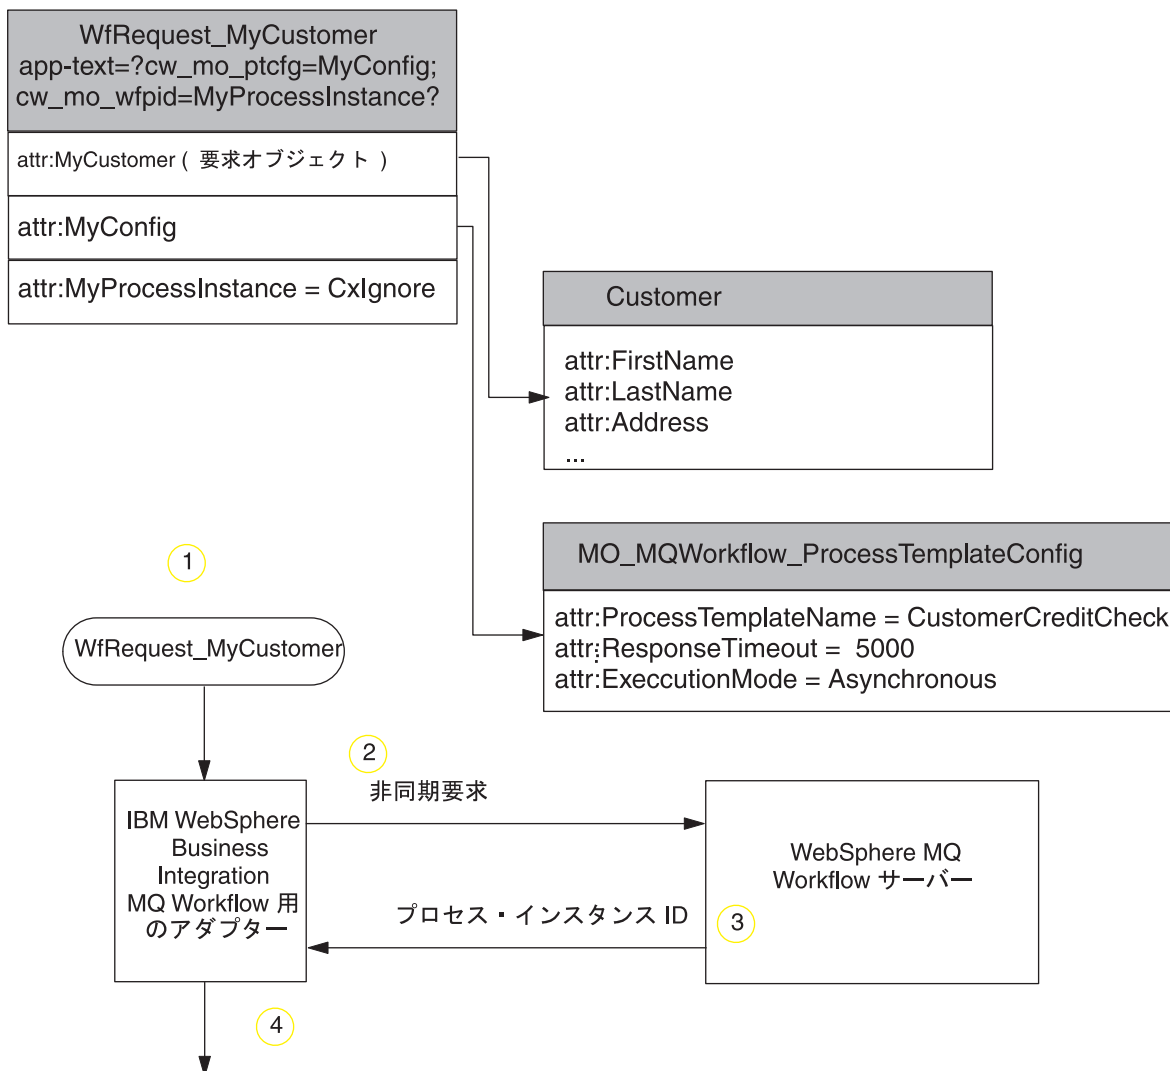 WfRequest_MyCustomer
app-text=?cw_mo_ptcfg=MyConfig;
cw_mo_wfpid=MyProcessInstance?
attr:MyCustomer ( 要求オブジェクト )
attr:MyConfig
attr:MyProcessInstance = CxIgnore
Customer
attr:FirstName
attr:LastName
attr:Address
...
MO_MQWorkflow_ProcessTemplateConfig
attr:ProcessTemplateName = CustomerCreditCheck
attr:ResponseTimeout = 5000
attr:ExeccutionMode = Asynchronous
1
WfRequest_MyCustomer
2
非同期要求
IBM WebSphere
Business
Integration
MQ Workflow 用
のアダプター
WebSphere MQ
Workflow サーバー
プロセス・インスタンス ID
3
4